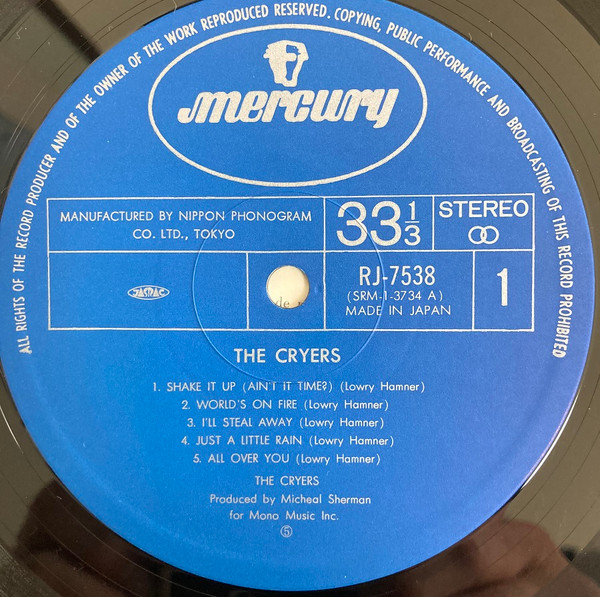 ALL RIGHTS OF THE RECORD PRODUCER AND OF THE OWNER OF THE WORK REPRODUCED RESERVED. COPYING, PUBLIC PERFORMANCE AND BROADCASTING OF THIS RECORD PROHIBITED
mercury
MANUFACTURED BY NIPPON PHONOGRAM
CO. LTD., TOKYO
33 1/3
STEREO
JASRAC
RJ-7538
(SRM-1-3734 A)
MADE IN JAPAN
1
THE CRYERS
1. SHAKE IT UP (AIN'T IT TIME?) (Lowry Hamner)
2. WORLD'S ON FIRE (Lowry Hamner)
3. I'LL STEAL AWAY (Lowry Hamner)
4. JUST A LITTLE RAIN (Lowry Hamner)
5. ALL OVER YOU (Lowry Hamner)
THE CRYERS
Produced by Micheal Sherman
for Mono Music Inc.
⑤